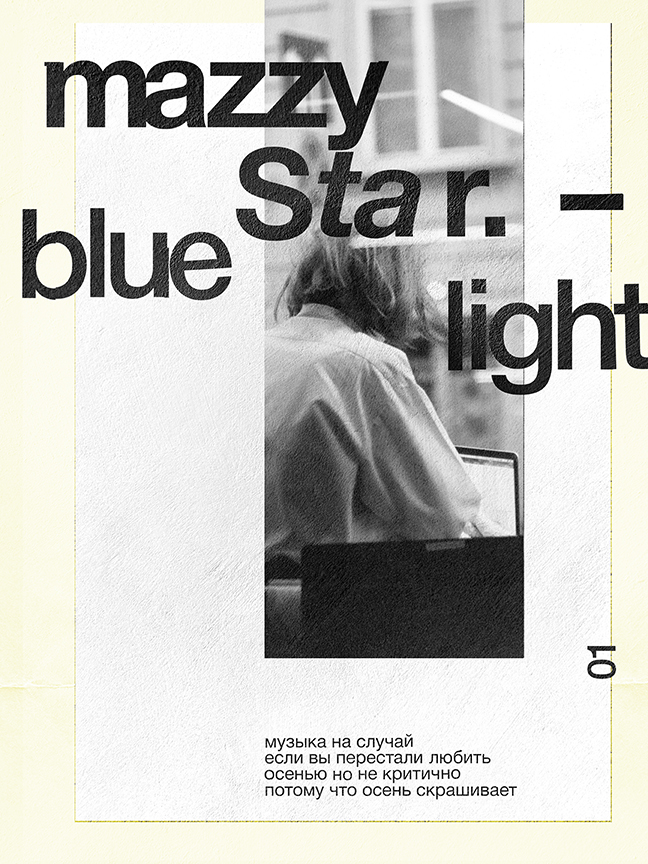 mazzy
Star. –
blue
light
01
музыка на случай
если вы перестали любить
осенью но не критично
потому что осень скрашивает